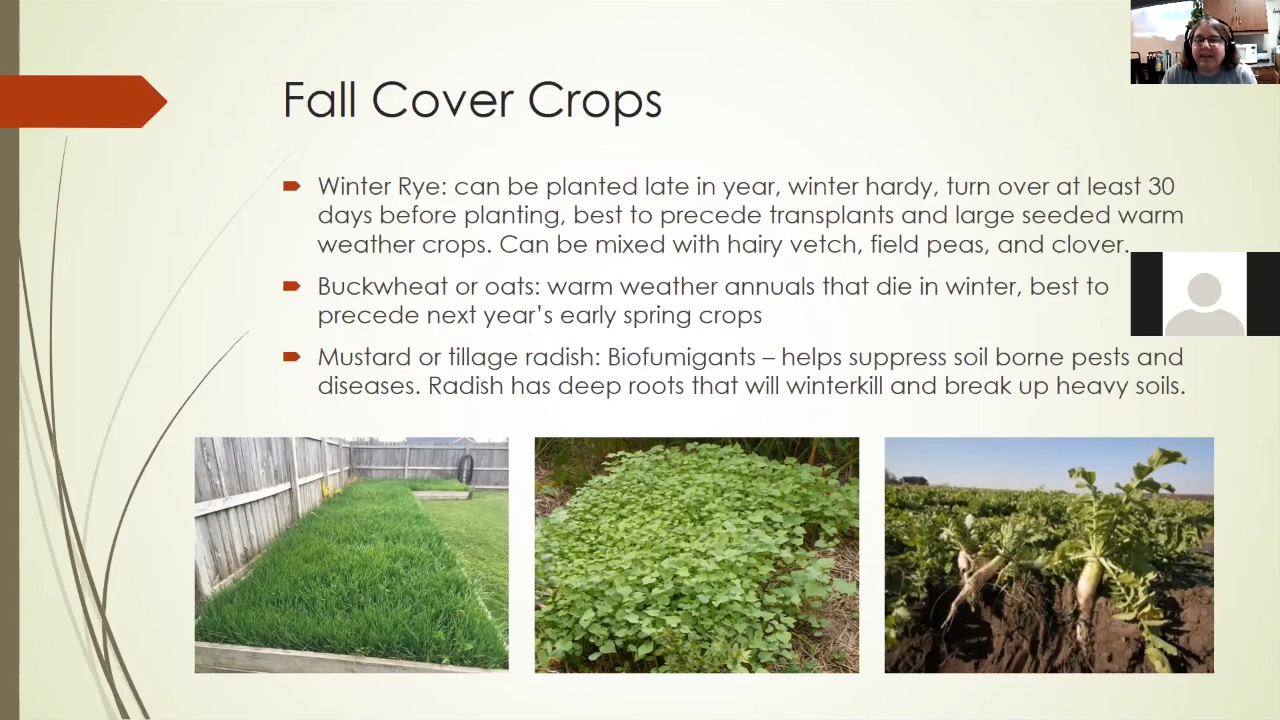 Fall Cover Crops
Winter Rye: can be planted late in year, winter hardy, turn over at least 30
days before planting, best to precede transplants and large seeded warm
weather crops. Can be mixed with hairy vetch, field peas, and clover.
Buckwheat or oats: warm weather annuals that die in winter, best to
precede next year’s early spring crops
Mustard or tillage radish: Biofumigants – helps suppress soil borne pests and
diseases. Radish has deep roots that will winterkill and break up heavy soils.